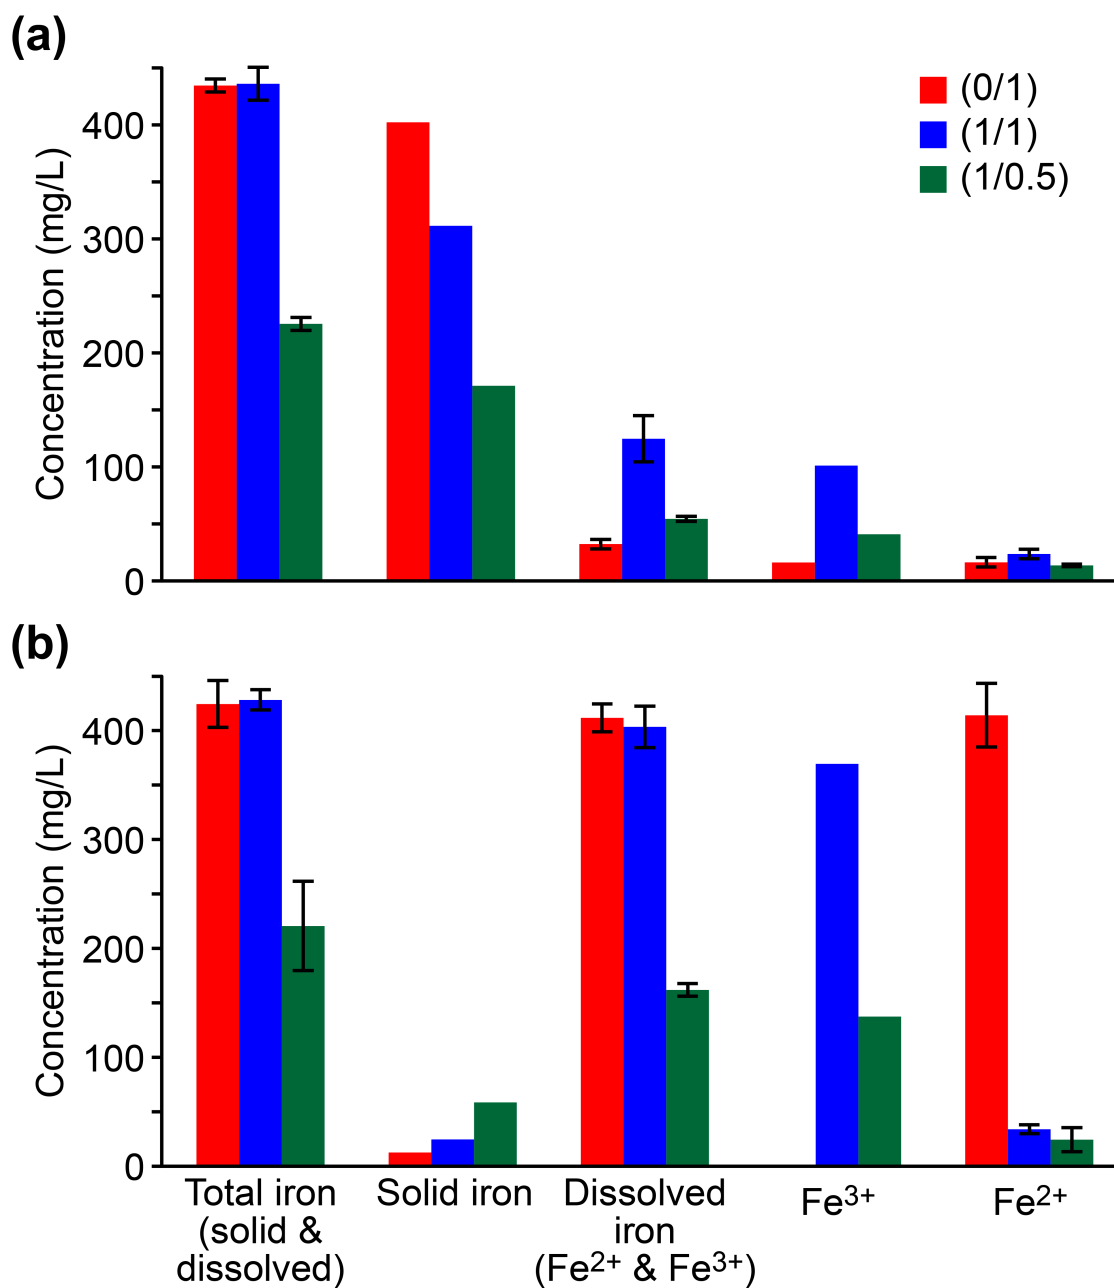 (a)
Concentration (mg/L)
400
300
200
100
0
(0/1)
(1/1)
(1/0.5)
(b)
Concentration (mg/L)
400
300
200
100
0
Total iron
(solid &
dissolved)
Solid iron
Dissolved
iron
(Fe²⁺ & Fe³⁺)
Fe³⁺
Fe²⁺